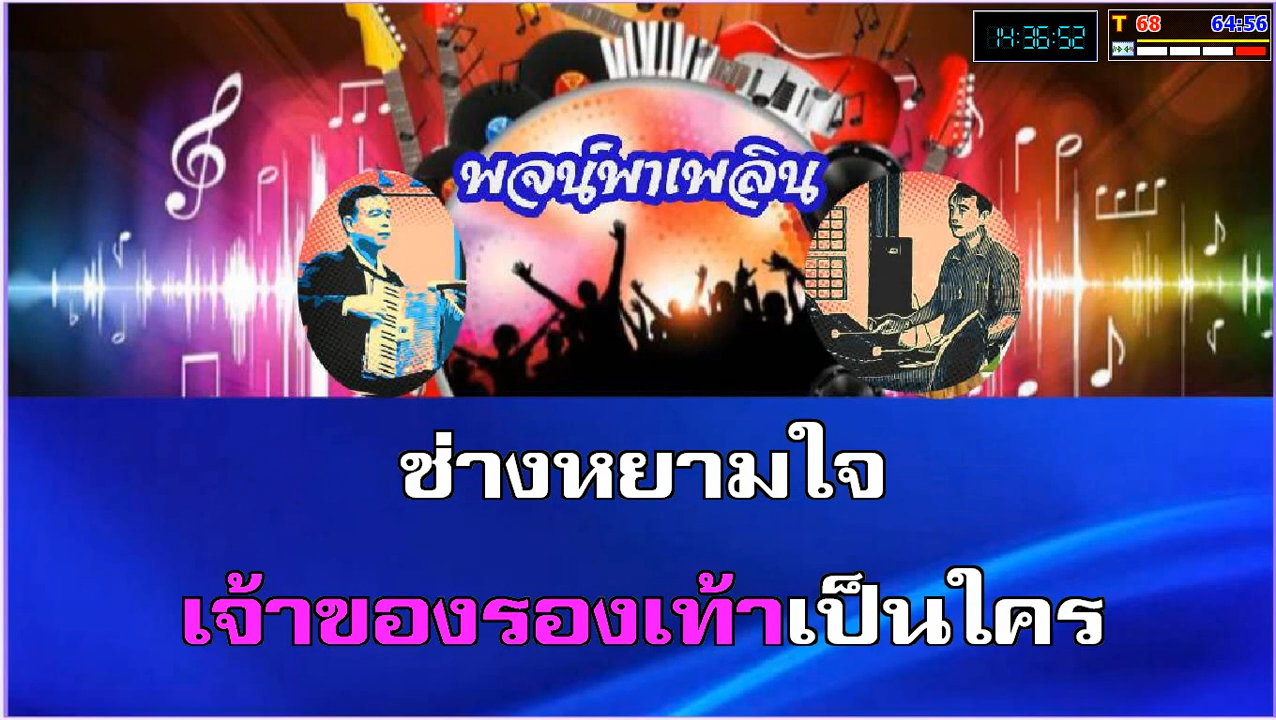 14:36:52
T 68 64:56
พจน์พาเพลิน
ช่างหยามใจ
เจ้าของรองเท้าเป็นใคร